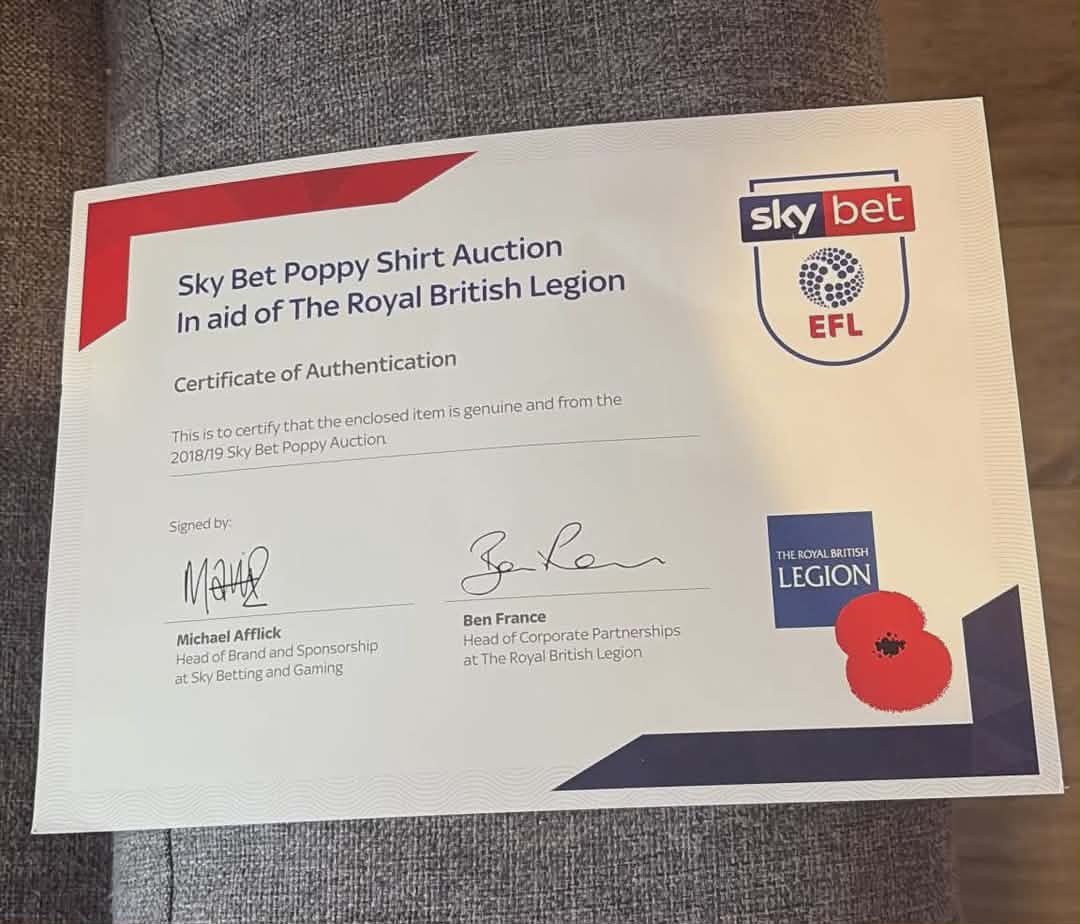 Sky Bet Poppy Shirt Auction
In aid of The Royal British Legion
sky bet
EFL
Certificate of Authentication
This is to certify that the enclosed item is genuine and from the
2018/19 Sky Bet Poppy Auction.
Signed by:
Michael Afflick
Head of Brand and Sponsorship
at Sky Betting and Gaming
Ben France
Head of Corporate Partnerships
at The Royal British Legion
THE ROYAL BRITISH
LEGION